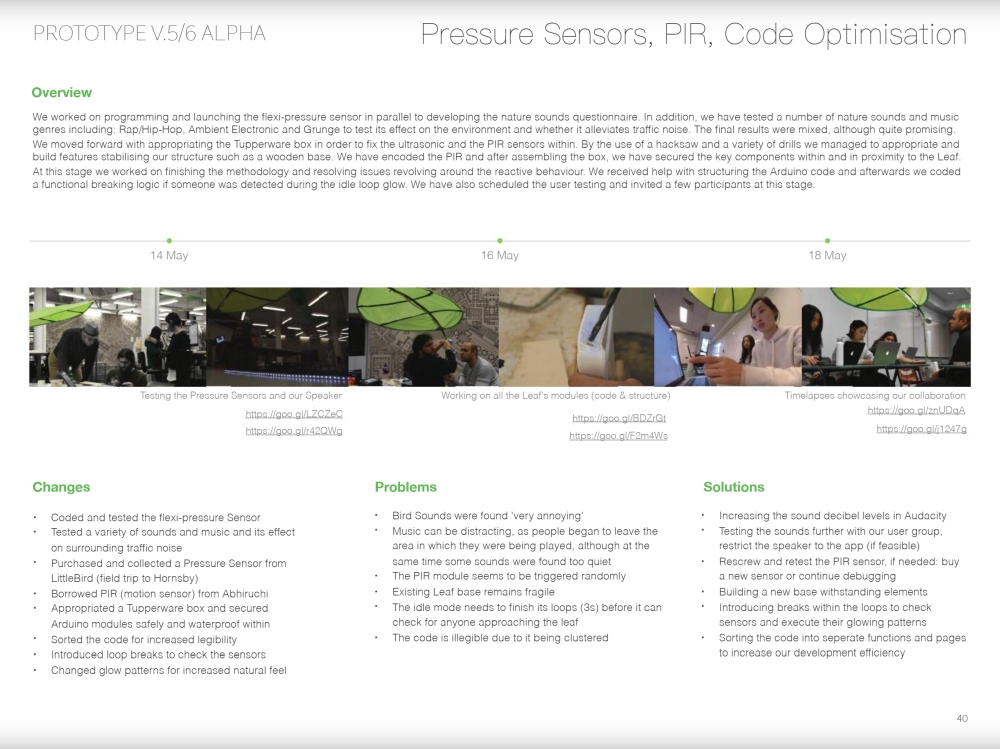 PROTOTYPE V.5/6 ALPHA
Pressure Sensors, PIR, Code Optimisation
Overview
We worked on programming and launching the flexi-pressure sensor in parallel to developing the nature sounds questionnaire. In addition, we have tested a number of nature sounds and music
genres including: Rap/Hip-Hop, Ambient Electronic and Grunge to test its effect on the environment and whether it alleviates traffic noise. The final results were mixed, although quite promising.
We moved forward with appropriating the Tupperware box in order to fix the ultrasonic and the PIR sensors within. By the use of a hacksaw and a variety of drills we managed to appropriate and
build features stabilising our structure such as a wooden base. We have encoded the PIR and after assembling the box, we have secured the key components within and in proximity to the Leaf.
At this stage we worked on finishing the methodology and resolving issues revolving around the reactive behaviour. We received help with structuring the Arduino code and afterwards we coded
a functional breaking logic if someone was detected during the idle loop glow. We have also scheduled the user testing and invited a few participants at this stage.
14 May
16 May
18 May
Testing the Pressure Sensors and our Speaker
https://goo.gl/LZCZeC
https://goo.gl/r42QWg
Working on all the Leaf's modules (code & structure)
https://goo.gl/BDZrGt
https://goo.gl/F2m4Ws
Timelapses showcasing our collaboration
https://goo.gl/znUDqA
https://goo.gl/j1247g
Changes
• Coded and tested the flexi-pressure Sensor
• Tested a variety of sounds and music and its effect
on surrounding traffic noise
• Purchased and collected a Pressure Sensor from
LittleBird (field trip to Hornsby)
• Borrowed PIR (motion sensor) from Abhiruchi
• Appropriated a Tupperware box and secured
Arduino modules safely and waterproof within
• Sorted the code for increased legibility
• Introduced loop breaks to check the sensors
• Changed glow patterns for increased natural feel
Problems
• Bird Sounds were found 'very annoying'
• Music can be distracting, as people began to leave the
area in which they were being played, although at the
same time some sounds were found too quiet
• The PIR module seems to be triggered randomly
• Existing Leaf base remains fragile
• The idle mode needs to finish its loops (3s) before it can
check for anyone approaching the leaf
• The code is illegible due to it being clustered
Solutions
• Increasing the sound decibel levels in Audacity
• Testing the sounds further with our user group,
restrict the speaker to the app (if feasible)
• Rescrew and retest the PIR sensor, if needed: buy
a new sensor or continue debugging
• Building a new base withstanding elements
• Introducing breaks within the loops to check
sensors and execute their glowing patterns
• Sorting the code into seperate functions and pages
to increase our development efficiency
40